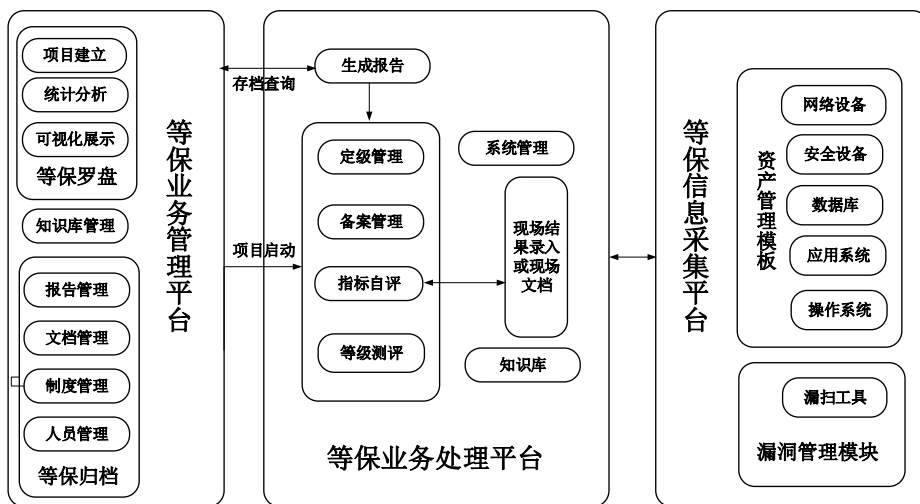 项目建立
统计分析
可视化展示
等保罗盘
知识库管理
报告管理
文档管理
制度管理
人员管理
等保归档
等保业务管理平台
存档查询
项目启动
生成报告
定级管理
备案管理
指标自评
等级测评
系统管理
现场结
果录入
或现场
文档
知识库
等保业务处理平台
等保信息采集平台
资产管理模板
网络设备
安全设备
数据库
应用系统
操作系统
漏扫工具
漏洞管理模块